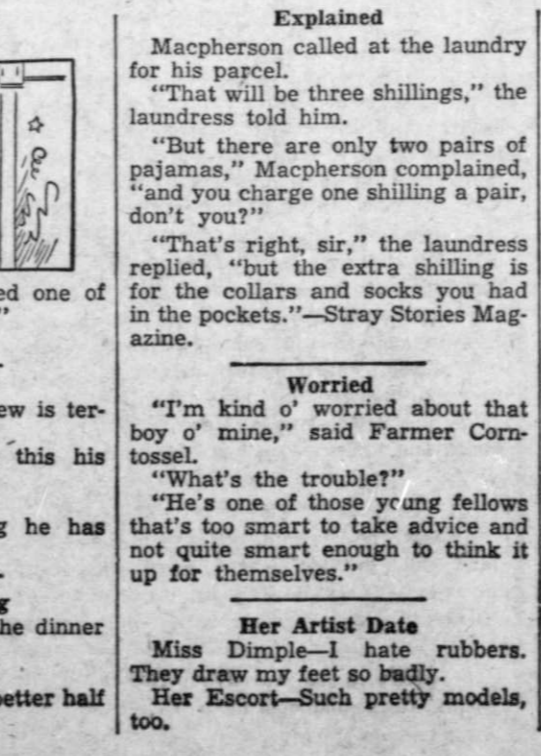 ed one of
"
ew is ter-
this his
g he has
g
he dinner
better half
Explained
Macpherson called at the laundry
for his parcel.
"That will be three shillings," the
laundress told him.
"But there are only two pairs of
pajamas," Macpherson complained,
"and you charge one shilling a pair,
don't you?"
"That's right, sir," the laundress
replied, "but the extra shilling is
for the collars and socks you had
in the pockets."—Stray Stories Mag-
azine.
Worried
"I'm kind o' worried about that
boy o' mine," said Farmer Corn-
tossel.
"What's the trouble?"
"He's one of those young fellows
that's too smart to take advice and
not quite smart enough to think it
up for themselves."
Her Artist Date
Miss Dimple—I hate rubbers.
They draw my feet so badly.
Her Escort—Such pretty models,
too.